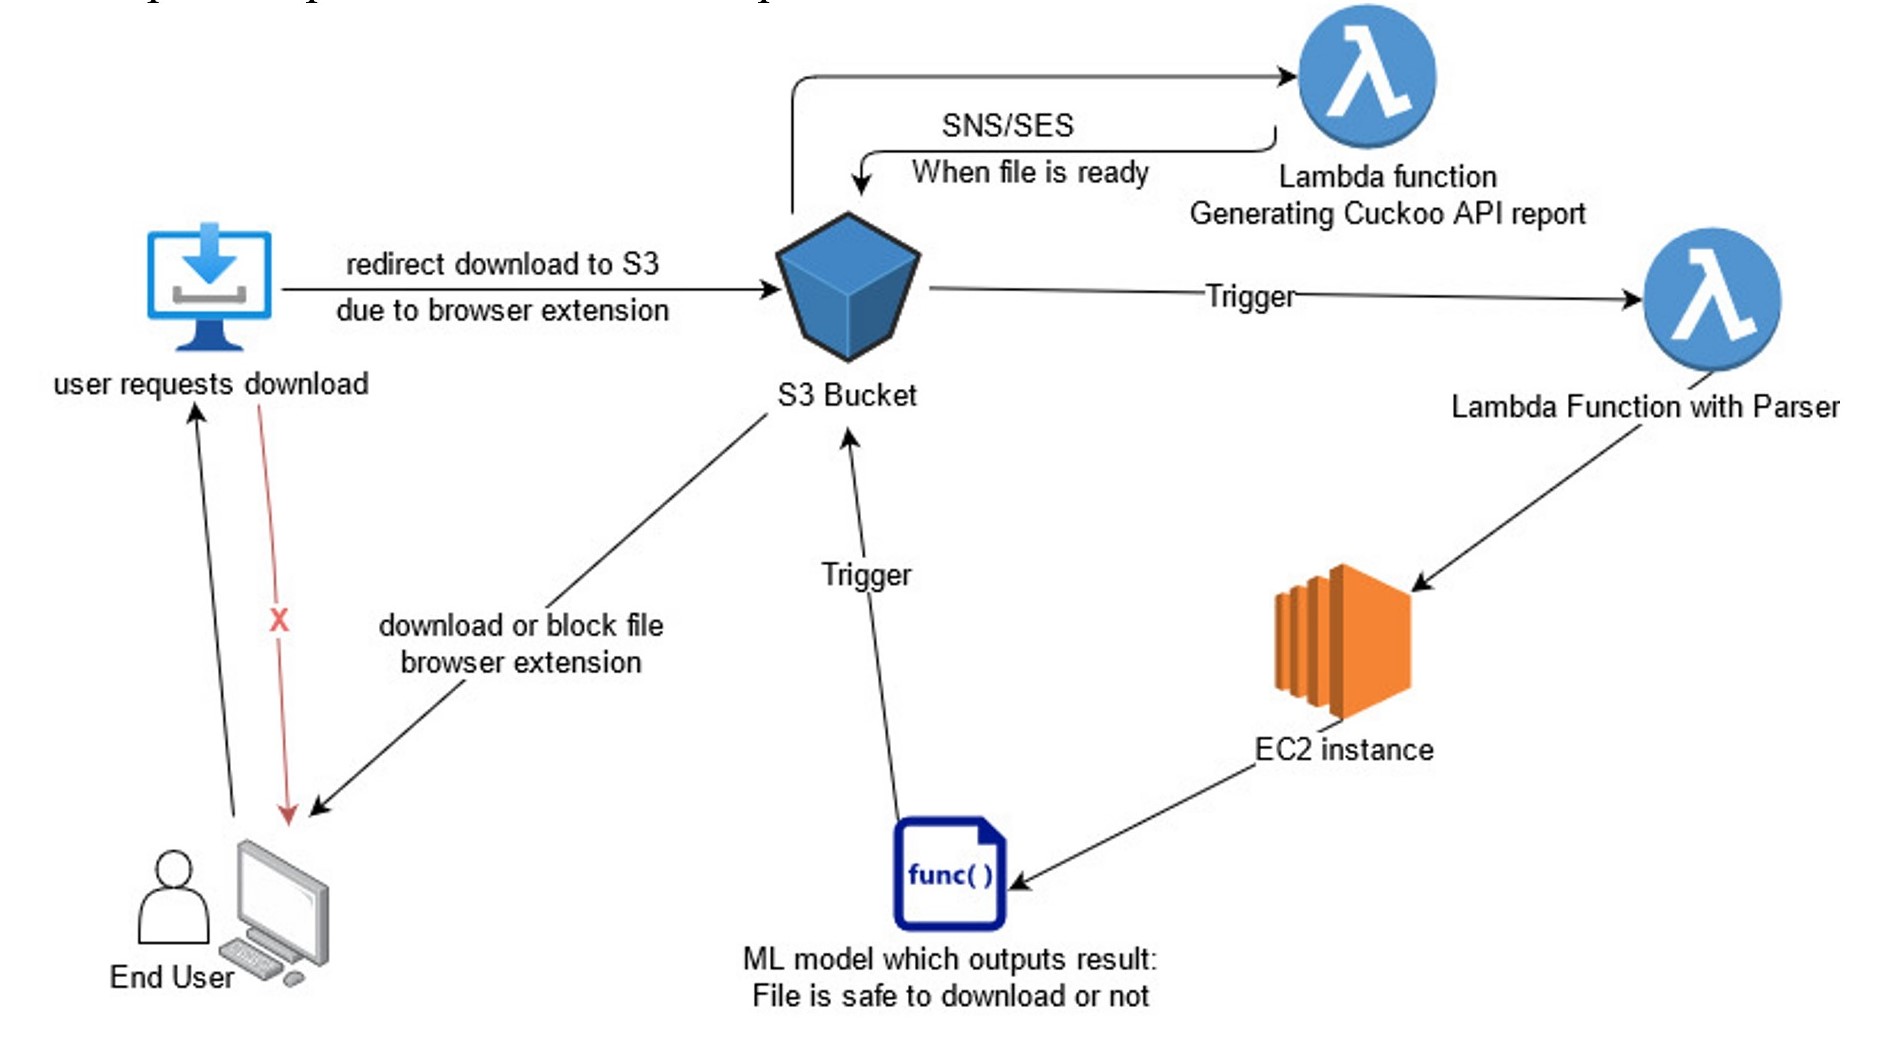 SNS/SES
When file is ready
Lambda function
Generating Cuckoo API report
redirect download to S3
due to browser extension
Trigger
user requests download
S3 Bucket
Lambda Function with Parser
Trigger
X
download or block file
browser extension
EC2 instance
func( )
End User
ML model which outputs result:
File is safe to download or not